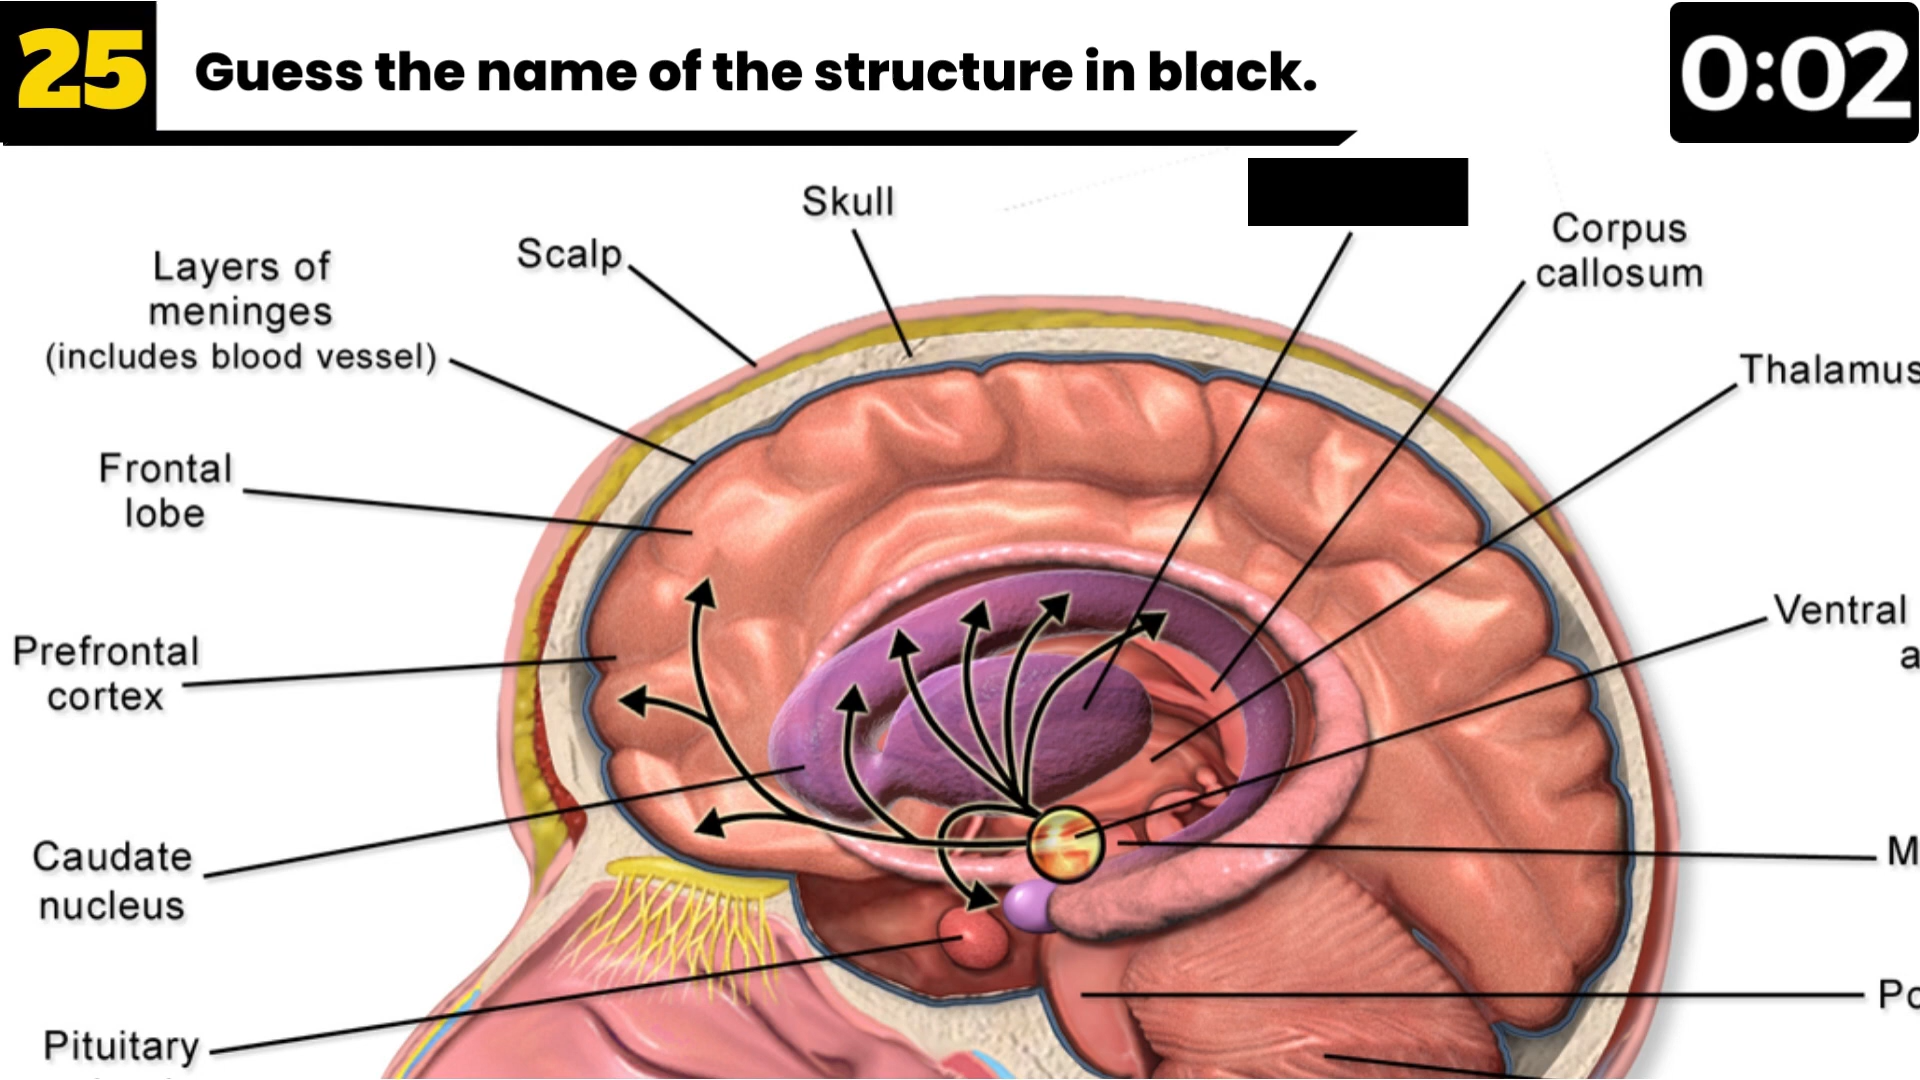 25
Guess the name of the structure in black.
0:02
Skull
Scalp
Corpus
callosum
Layers of
meninges
(includes blood vessel)
Thalamus
Frontal
lobe
Ventral
a
Prefrontal
cortex
Caudate
nucleus
M
Po
Pituitary